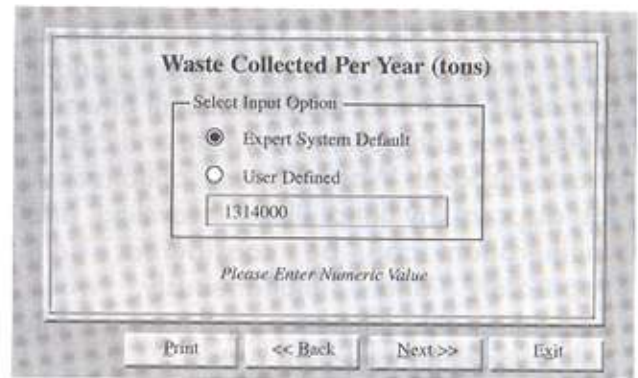 Waste Collected Per Year (tons)
Select Input Option
Expert System Default
User Defined
1314000
Please Enter Numeric Value
Print << Back Next >> Exit